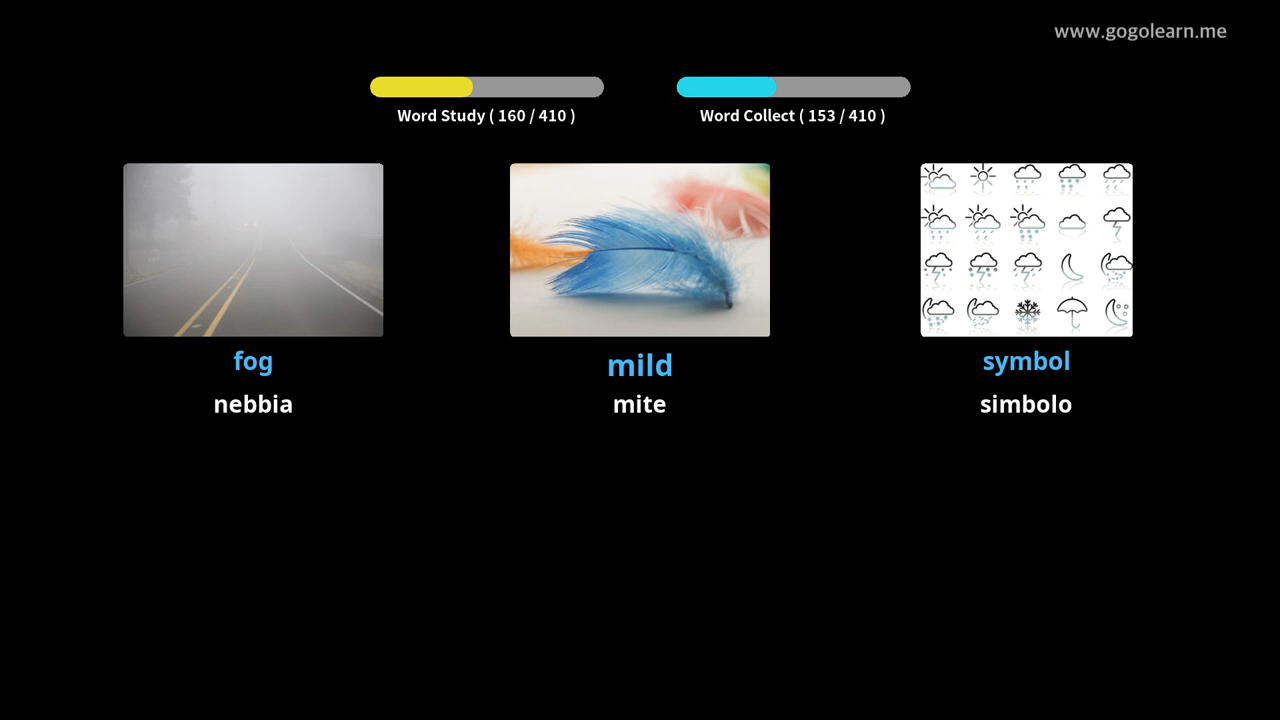 www.gogolearn.me
Word Study ( 160 / 410 )
Word Collect ( 153 / 410 )
fog
nebbia
mild
mite
symbol
simbolo